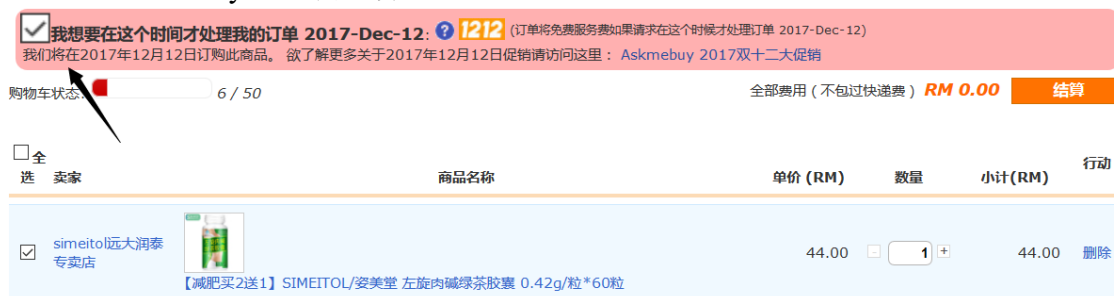 我想要在这个时间才处理我的订单 2017-Dec-12: ? 1212 (订单将免费服务费如果请求在这个时候才处理订单 2017-Dec-12)
我们将在2017年12月12日订购此商品。 欲了解更多关于2017年12月12日促销请访问这里： Askmebuy 2017双十二大促销
购物车状态: 6 / 50 全部费用 ( 不包过快递费 ) RM 0.00 结算
全选 卖家 商品名称 单价 (RM) 数量 小计(RM) 行动
simeitol远大润泰专卖店 44.00 - 1 + 44.00 删除
【减肥买2送1】SIMEITOL/姿美堂 左旋肉碱绿茶胶囊 0.42g/粒*60粒